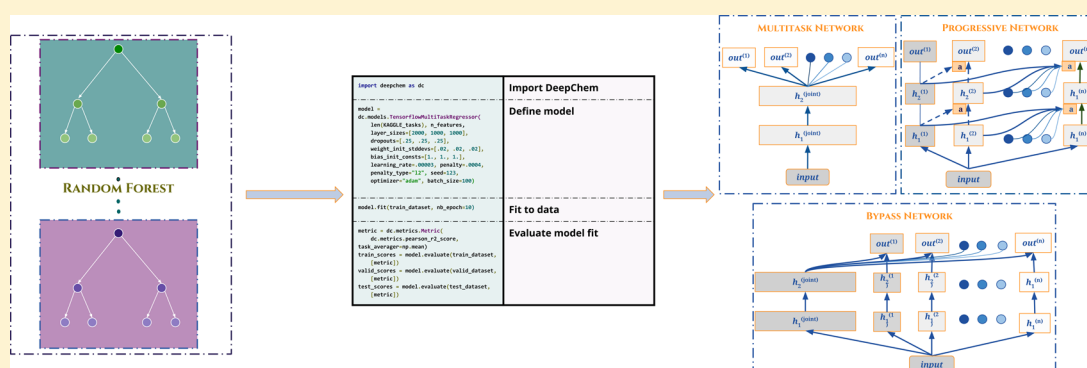 RANDOM FOREST
import deepchem as dc
Import DeepChem
model =
dc.models.TensorflowMultiTaskRegressor(
len(KAGGLE_tasks), n_features,
layer_sizes=[2000, 1000, 1000],
dropouts=[.25, .25, .25],
weight_init_stddevs=[.02, .02, .02],
bias_init_consts=[1., 1., 1.],
learning_rate=.00003, penalty=.0004,
penalty_type="l2", seed=123,
optimizer="adam", batch_size=100)
Define model
model.fit(train_dataset, nb_epoch=10)
Fit to data
metric = dc.metrics.Metric(
dc.metrics.pearson_r2_score,
task_averager=np.mean)
train_scores = model.evaluate(train_dataset,
[metric])
valid_scores = model.evaluate(valid_dataset,
[metric])
test_scores = model.evaluate(test_dataset,
[metric])
Evaluate model fit
MULTITASK NETWORK
out(1) out(2) out(n)
h2(joint)
h1(joint)
input
PROGRESSIVE NETWORK
out(1) out(2) out(n)
a a
h2(1) h2(2) h1(n)
a a
h1(1) h1(2) h1(n)
input
BYPASS NETWORK
out(1) out(2) out(n)
h2(joint) h1(n)
h1(joint) h1(n)
input